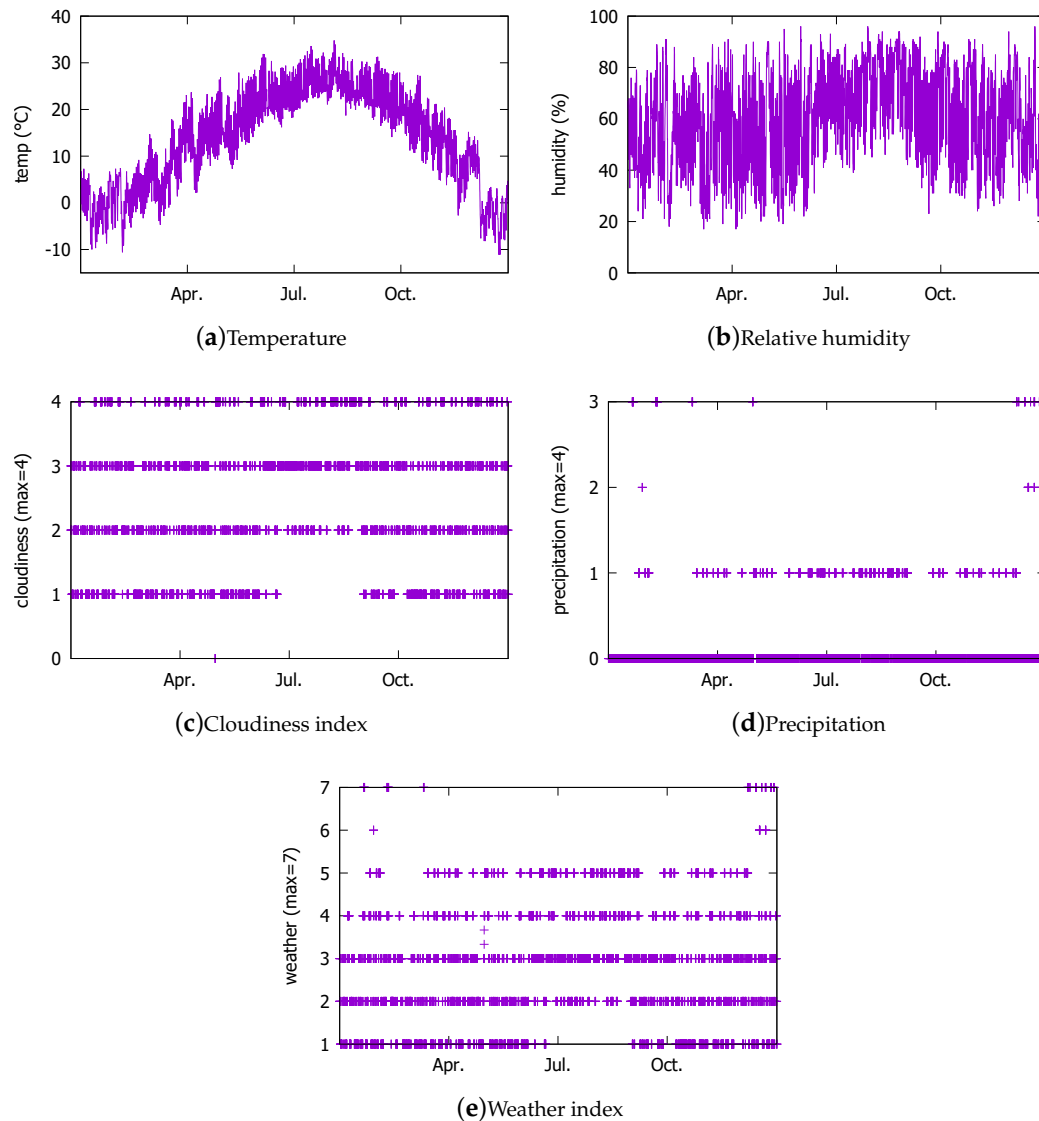 40
30
20
10
0
-10
temp (°C)
Apr.
Jul.
Oct.
(a)Temperature
100
80
60
40
20
0
humidity (%)
Apr.
Jul.
Oct.
(b)Relative humidity
4
3
2
1
0
cloudiness (max=4)
Apr.
Jul.
Oct.
(c)Cloudiness index
3
2
1
0
precipitation (max=4)
Apr.
Jul.
Oct.
(d)Precipitation
7
6
5
4
3
2
1
weather (max=7)
Apr.
Jul.
Oct.
(e)Weather index